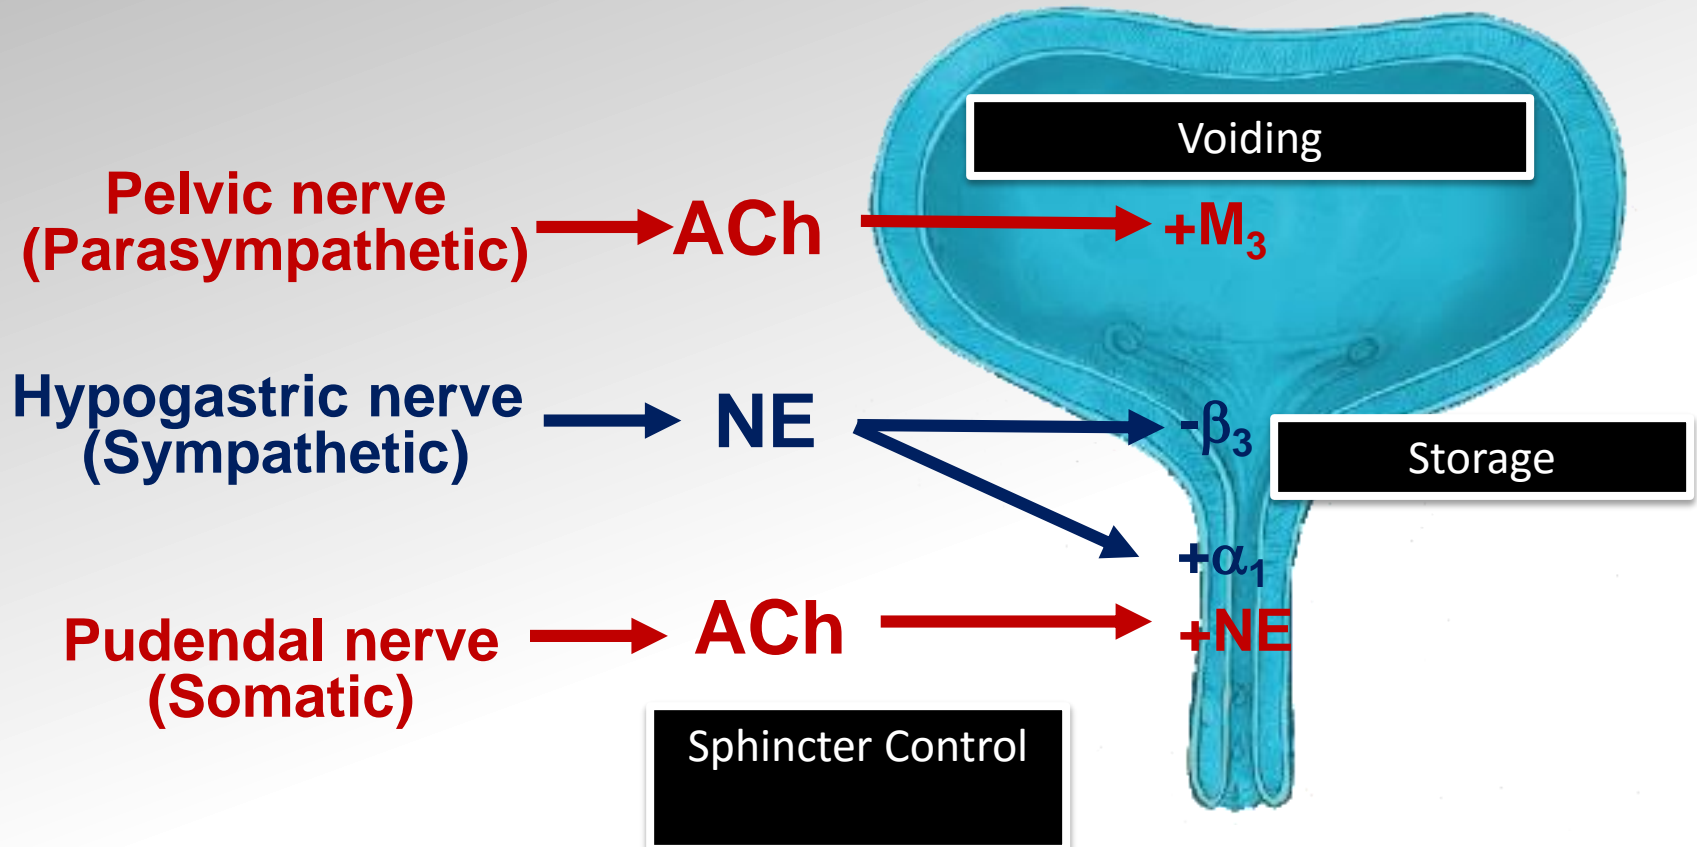 Voiding
Pelvic nerve
(Parasympathetic)
ACh
+M₃
Hypogastric nerve
(Sympathetic)
NE
-β₃
Storage
+α₁
Pudendal nerve
(Somatic)
ACh
+NE
Sphincter Control